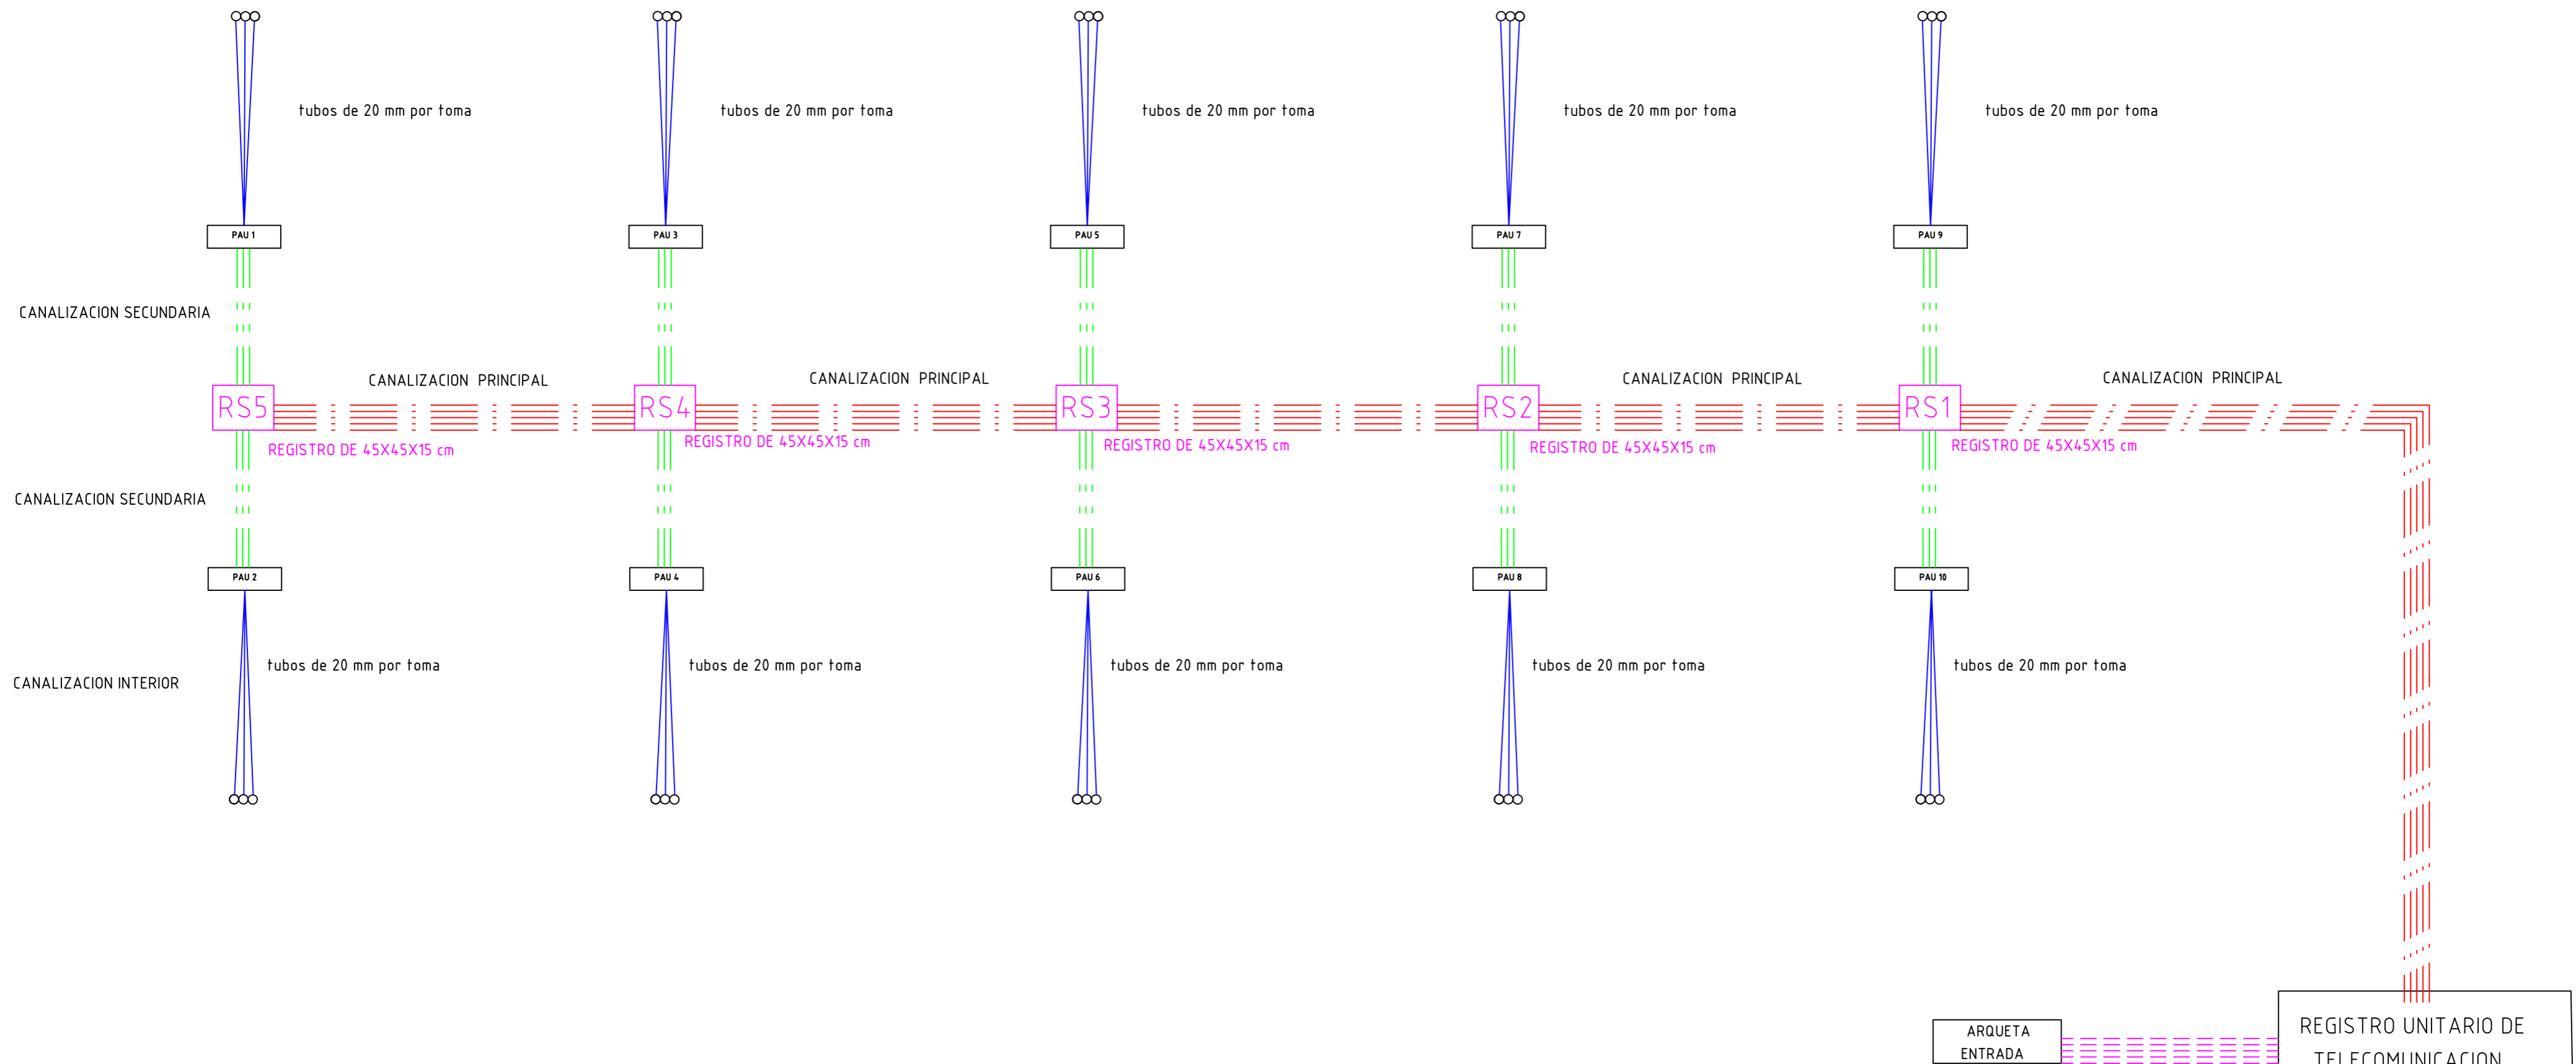 tubos de 20 mm por toma
tubos de 20 mm por toma
tubos de 20 mm por toma
tubos de 20 mm por toma
tubos de 20 mm por toma
PAU 1
PAU 3
PAU 5
PAU 7
PAU 9
CANALIZACION SECUNDARIA
CANALIZACION PRINCIPAL
CANALIZACION PRINCIPAL
CANALIZACION PRINCIPAL
CANALIZACION PRINCIPAL
RS5
RS4
RS3
RS2
RS1
REGISTRO DE 45X45X15 cm
REGISTRO DE 45X45X15 cm
REGISTRO DE 45X45X15 cm
REGISTRO DE 45X45X15 cm
REGISTRO DE 45X45X15 cm
CANALIZACION SECUNDARIA
PAU 2
PAU 4
PAU 6
PAU 8
PAU 10
tubos de 20 mm por toma
tubos de 20 mm por toma
tubos de 20 mm por toma
tubos de 20 mm por toma
tubos de 20 mm por toma
CANALIZACION INTERIOR
ARQUETA
ENTRADA
REGISTRO UNITARIO DE
TELECOMUNICACION